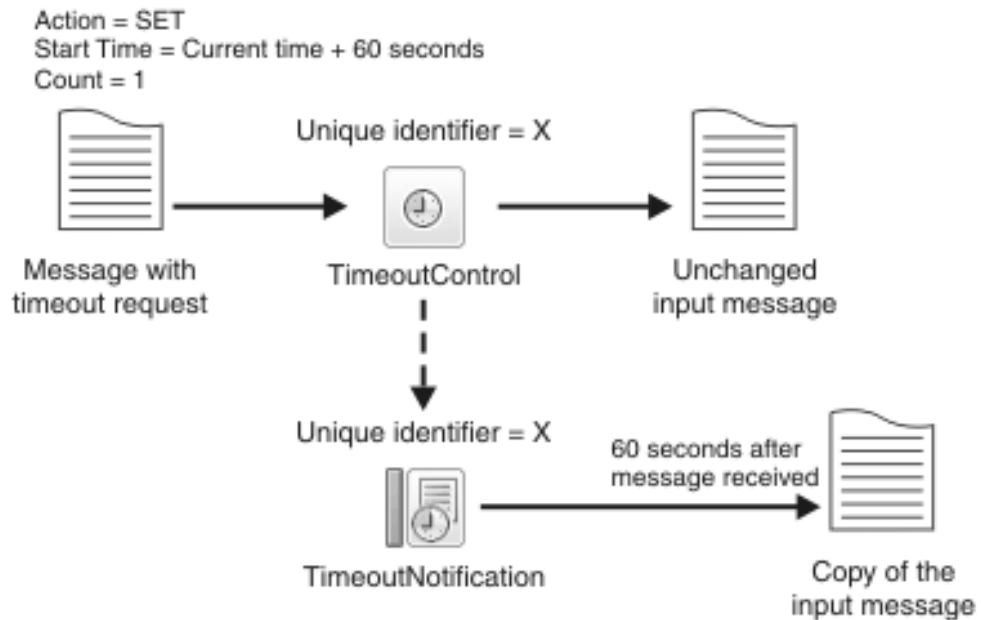 Action = SET
Start Time = Current time + 60 seconds
Count = 1
Unique identifier = X
Message with
timeout request
TimeoutControl
Unchanged
input message
Unique identifier = X
60 seconds after
message received
TimeoutNotification
Copy of the
input message